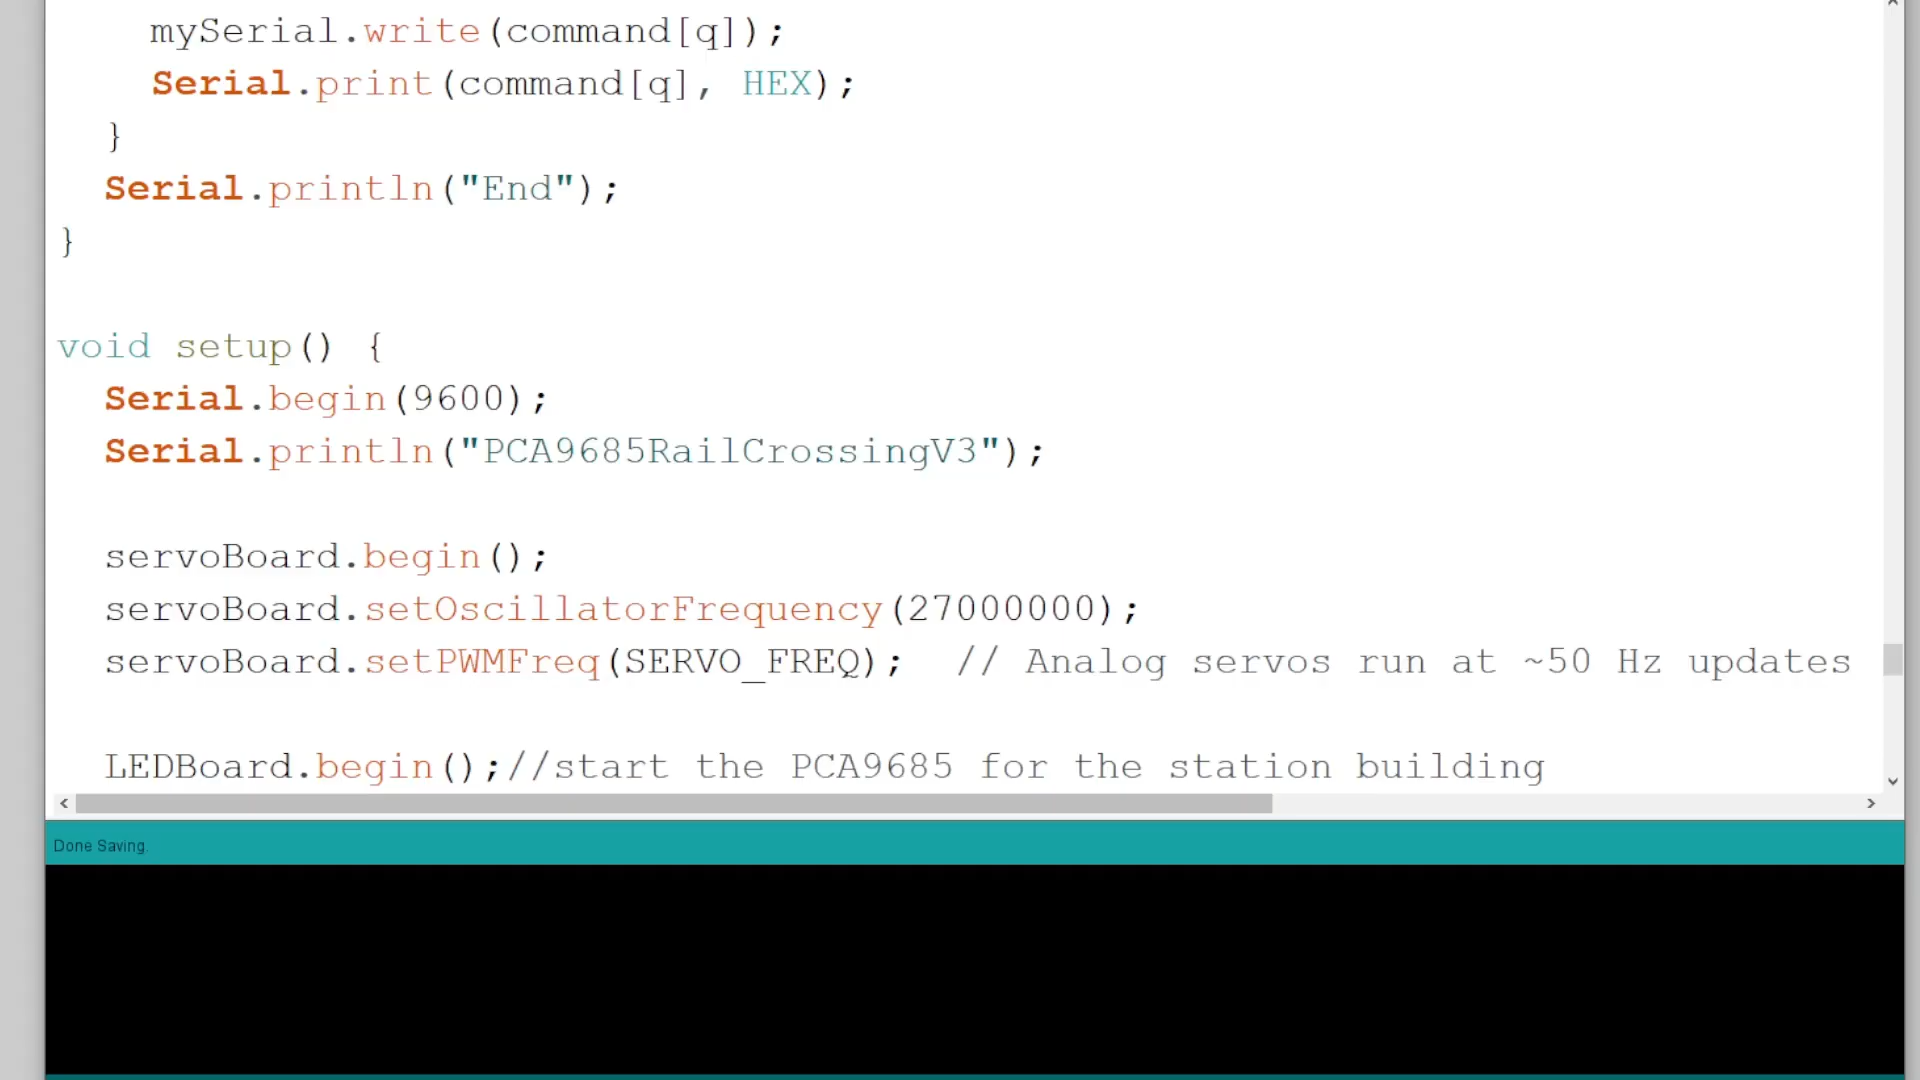 mySerial.write(command[q]);
Serial.print(command[q], HEX);
}
Serial.println("End");
}
void setup() {
Serial.begin(9600);
Serial.println("PCA9685RailCrossingV3");
servoBoard.begin();
servoBoard.setOscillatorFrequency(27000000);
servoBoard.setPWMFreq(SERVO_FREQ);  // Analog servos run at ~50 Hz updates
LEDBoard.begin();//start the PCA9685 for the station building
Done Saving.